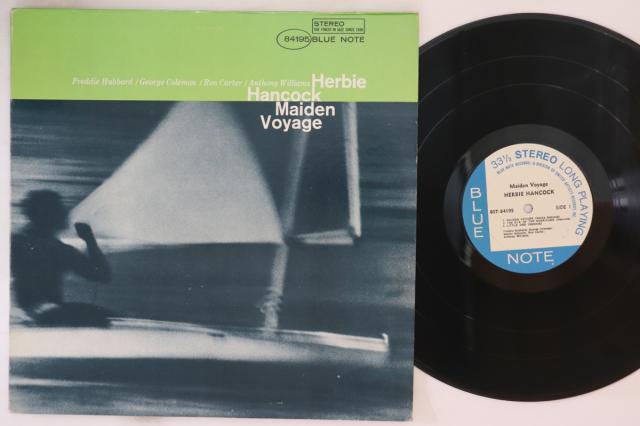 STEREO
THE FINEST IN JAZZ SINCE 1939
84195 BLUE NOTE
Freddie Hubbard / George Coleman / Ron Carter / Anthony Williams Herbie
Hancock
Maiden
Voyage
33⅓ STEREO LONG PLAYING
BLUE NOTE
Maiden Voyage
HERBIE HANCOCK
BST-84195
SIDE 1